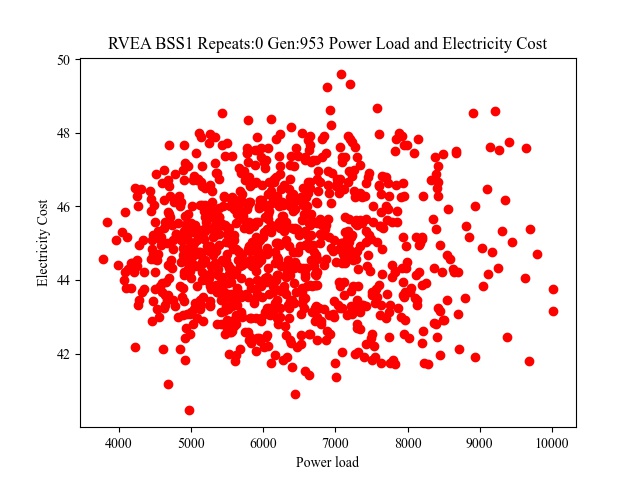 RVEA BSS1 Repeats:0 Gen:953 Power Load and Electricity Cost
50
48
46
44
42
Electricity Cost
4000 5000 6000 7000 8000 9000 10000
Power load